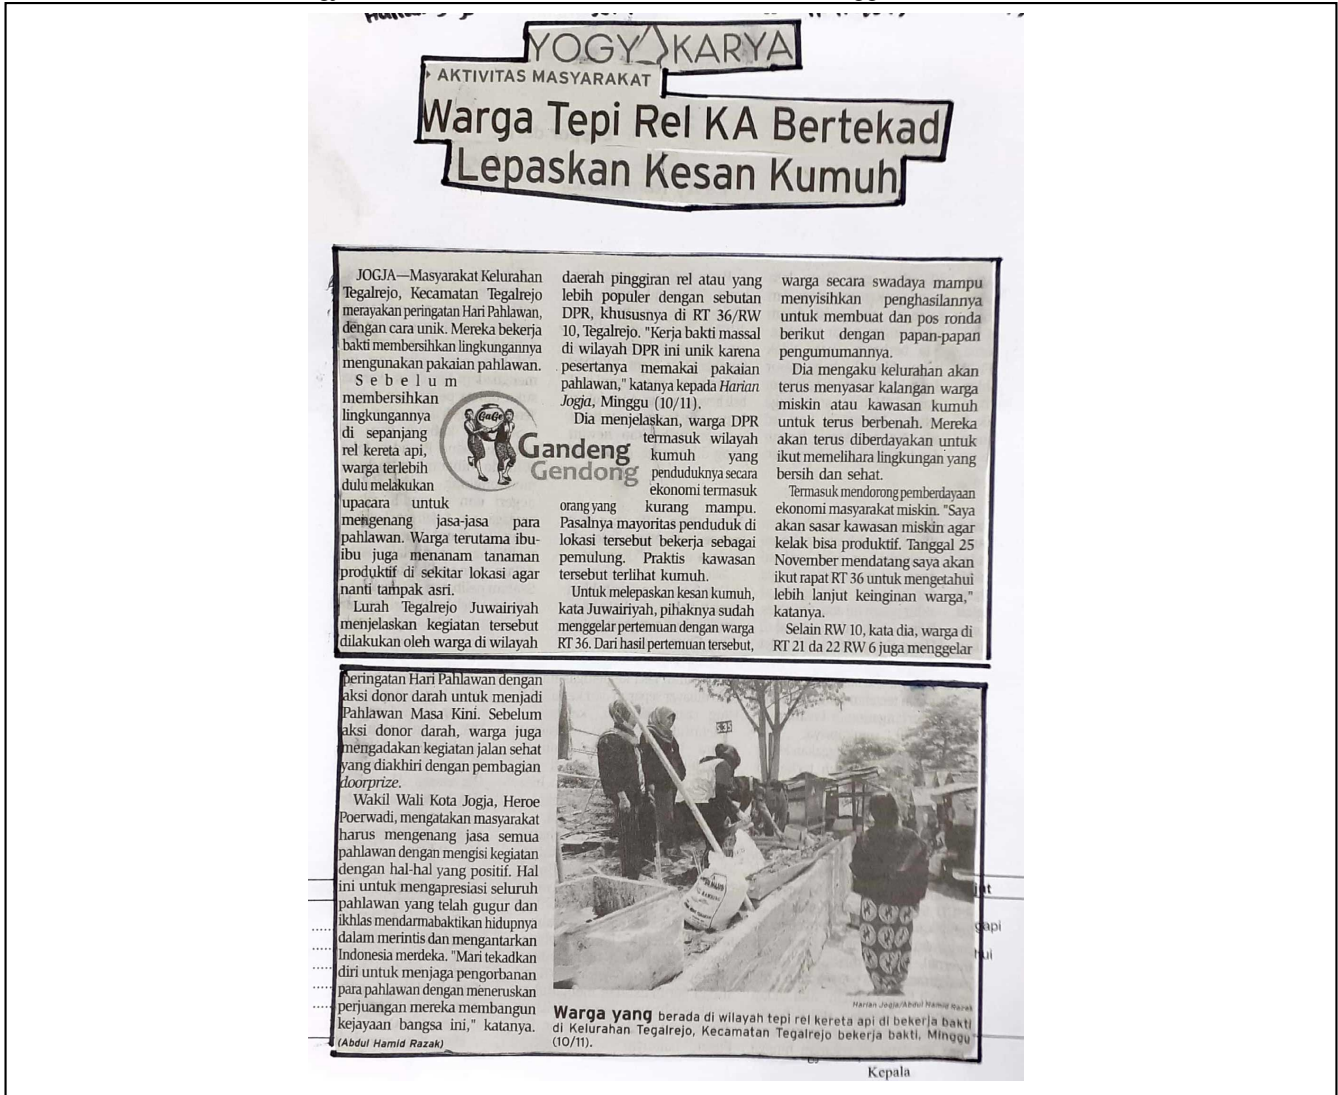 YOGYAKARYA
AKTIVITAS MASYARAKAT
Warga Tepi Rel KA Bertekad
Lepaskan Kesan Kumuh
JOGJA—Masyarakat Kelurahan
Tegalrejo, Kecamatan Tegalrejo
merayakan peringatan Hari Pahlawan,
dengan cara unik. Mereka bekerja
bakti membersihkan lingkungannya
mengunakan pakaian pahlawan.
Sebelum
membersihkan
lingkungannya
di sepanjang
rel kereta api,
warga terlebih
dulu melakukan
upacara untuk
mengenang jasa-jasa para
pahlawan. Warga terutama ibu-
ibu juga menanam tanaman
produktif di sekitar lokasi agar
nanti tampak asri.
Lurah Tegalrejo Juwairiyah
menjelaskan kegiatan tersebut
dilakukan oleh warga di wilayah
GaGe
Gandeng
Gendong
daerah pinggiran rel atau yang
lebih populer dengan sebutan
DPR, khususnya di RT 36/RW
10, Tegalrejo. "Kerja bakti massal
di wilayah DPR ini unik karena
pesertanya memakai pakaian
pahlawan," katanya kepada Harian
Jogja, Minggu (10/11).
Dia menjelaskan, warga DPR
termasuk wilayah
kumuh yang
penduduknya secara
ekonomi termasuk
orang yang kurang mampu.
Pasalnya mayoritas penduduk di
lokasi tersebut bekerja sebagai
pemulung. Praktis kawasan
tersebut terlihat kumuh.
Untuk melepaskan kesan kumuh,
kata Juwairiyah, pihaknya sudah
menggelar pertemuan dengan warga
RT 36. Dari hasil pertemuan tersebut,
warga secara swadaya mampu
menyisihkan penghasilannya
untuk membuat dan pos ronda
berikut dengan papan-papan
pengumumannya.
Dia mengaku kelurahan akan
terus menyasar kalangan warga
miskin atau kawasan kumuh
untuk terus berbenah. Mereka
akan terus diberdayakan untuk
ikut memelihara lingkungan yang
bersih dan sehat.
Termasuk mendorong pemberdayaan
ekonomi masyarakat miskin. "Saya
akan sasar kawasan miskin agar
kelak bisa produktif. Tanggal 25
November mendatang saya akan
ikut rapat RT 36 untuk mengetahui
lebih lanjut keinginan warga,"
katanya.
Selain RW 10, kata dia, warga di
RT 21 da 22 RW 6 juga menggelar
peringatan Hari Pahlawan dengan
aksi donor darah untuk menjadi
Pahlawan Masa Kini. Sebelum
aksi donor darah, warga juga
mengadakan kegiatan jalan sehat
yang diakhiri dengan pembagian
doorprize.
Wakil Wali Kota Jogja, Heroe
Poerwadi, mengatakan masyarakat
harus mengenang jasa semua
pahlawan dengan mengisi kegiatan
dengan hal-hal yang positif. Hal
ini untuk mengapresiasi seluruh
pahlawan yang telah gugur dan
ikhlas mendarmabaktikan hidupnya
dalam merintis dan mengantarkan
Indonesia merdeka. "Mari tekadkan
diri untuk menjaga pengorbanan
para pahlawan dengan meneruskan
perjuangan mereka membangun
kejayaan bangsa ini," katanya.
(Abdul Hamid Razak)
Harian Jogja/Abdul Hamid Razak
Warga yang berada di wilayah tepi rel kereta api di bekerja bakti
di Kelurahan Tegalrejo, Kecamatan Tegalrejo bekerja bakti, Minggu
(10/11).
Kepala